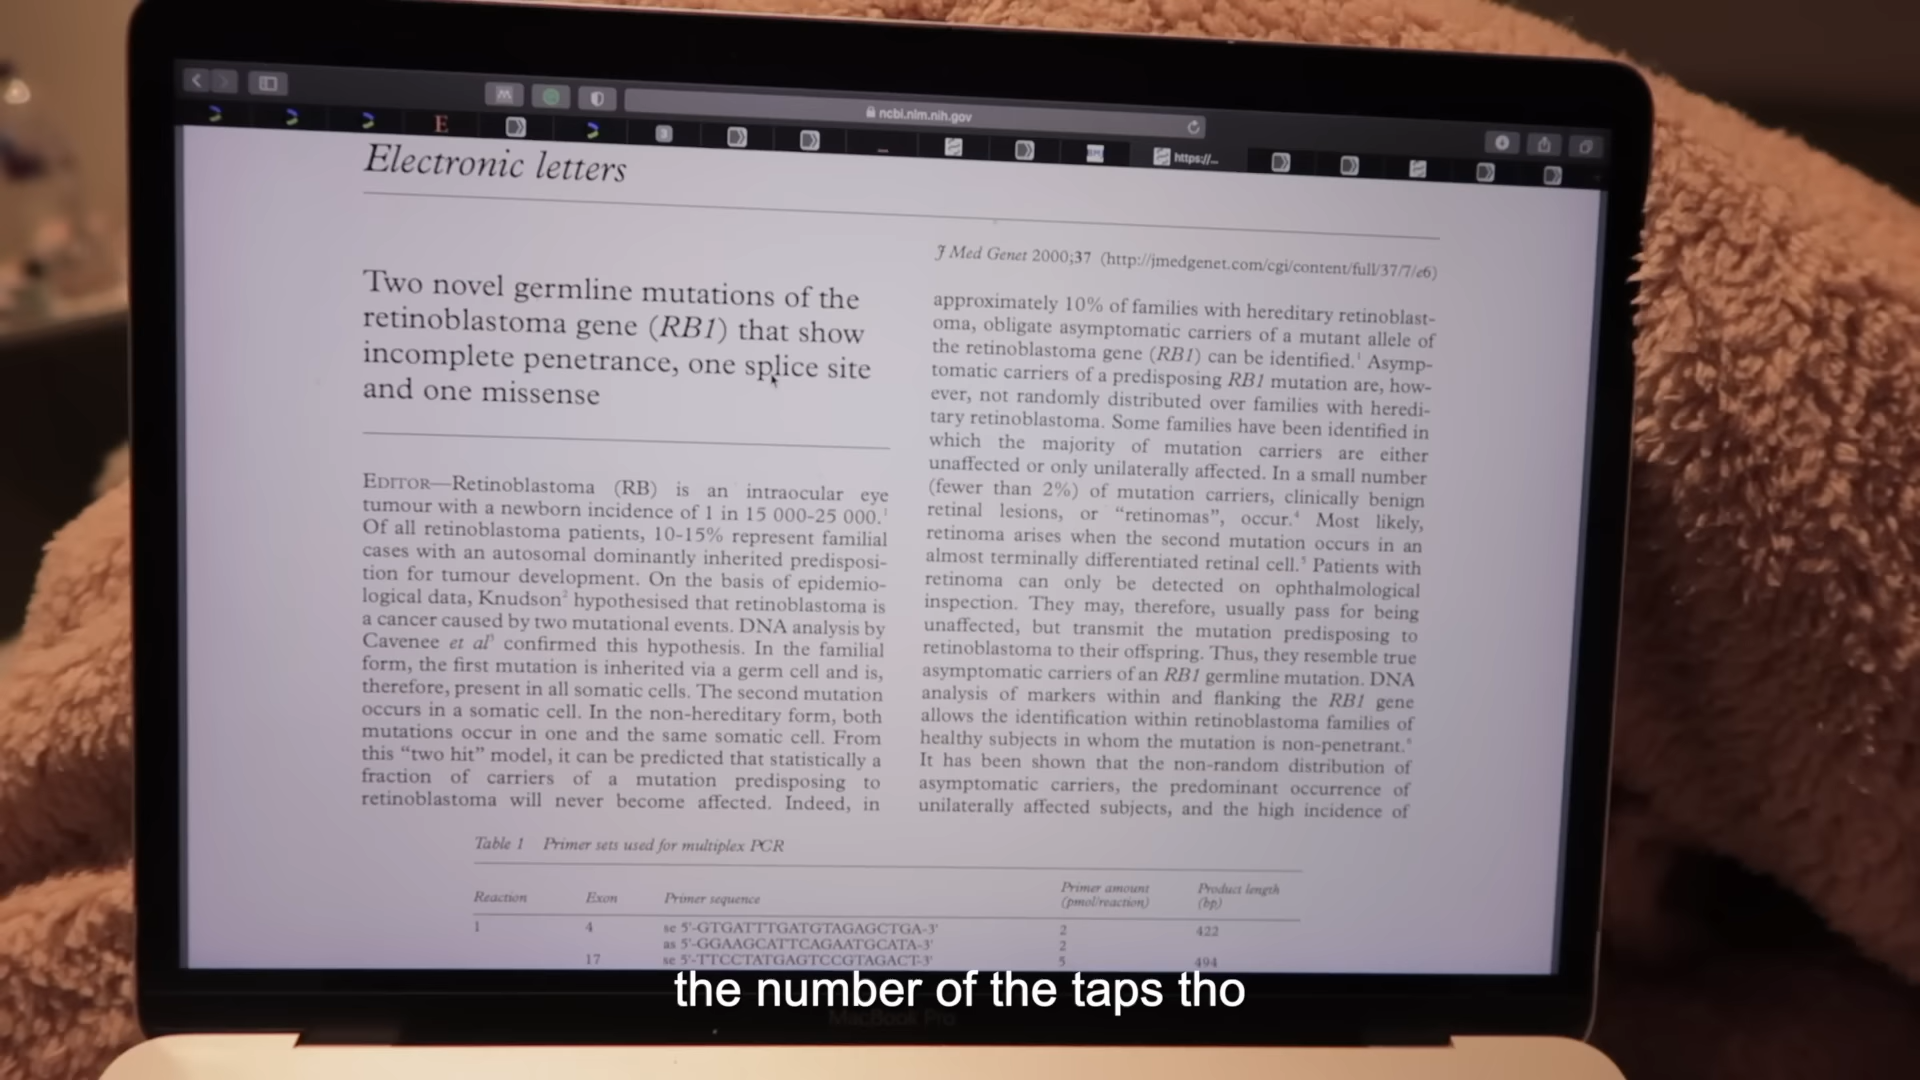 ncbi.nlm.nih.gov
E
3
https://...
Electronic letters
J Med Genet 2000;37 (http://jmedgenet.com/cgi/content/full/37/7/e6)
Two novel germline mutations of the
retinoblastoma gene (RB1) that show
incomplete penetrance, one splice site
and one missense
EDITOR—Retinoblastoma (RB) is an intraocular eye
tumour with a newborn incidence of 1 in 15 000-25 000.1
Of all retinoblastoma patients, 10-15% represent familial
cases with an autosomal dominantly inherited predisposi-
tion for tumour development. On the basis of epidemio-
logical data, Knudson2 hypothesised that retinoblastoma is
a cancer caused by two mutational events. DNA analysis by
Cavenee et al3 confirmed this hypothesis. In the familial
form, the first mutation is inherited via a germ cell and is,
therefore, present in all somatic cells. The second mutation
occurs in a somatic cell. In the non-hereditary form, both
mutations occur in one and the same somatic cell. From
this "two hit" model, it can be predicted that statistically a
fraction of carriers of a mutation predisposing to
retinoblastoma will never become affected. Indeed, in
approximately 10% of families with hereditary retinoblast-
oma, obligate asymptomatic carriers of a mutant allele of
the retinoblastoma gene (RB1) can be identified.1 Asymp-
tomatic carriers of a predisposing RB1 mutation are, how-
ever, not randomly distributed over families with heredi-
tary retinoblastoma. Some families have been identified in
which the majority of mutation carriers are either
unaffected or only unilaterally affected. In a small number
(fewer than 2%) of mutation carriers, clinically benign
retinal lesions, or "retinomas", occur.4 Most likely,
retinoma arises when the second mutation occurs in an
almost terminally differentiated retinal cell.5 Patients with
retinoma can only be detected on ophthalmological
inspection. They may, therefore, usually pass for being
unaffected, but transmit the mutation predisposing to
retinoblastoma to their offspring. Thus, they resemble true
asymptomatic carriers of an RB1 germline mutation. DNA
analysis of markers within and flanking the RB1 gene
allows the identification within retinoblastoma families of
healthy subjects in whom the mutation is non-penetrant.6
It has been shown that the non-random distribution of
asymptomatic carriers, the predominant occurrence of
unilaterally affected subjects, and the high incidence of
Table 1 Primer sets used for multiplex PCR
Reaction Exon Primer sequence Primer amount (pmol/reaction) Product length (bp)
1 4 se 5'-GTGATTTGATGTAGAGCTGA-3' 2 422
as 5'-GGAAGCATTCAGAATGCATA-3' 2
17 se 5'-TTCCTATGAGTCCGTAGACT-3' 5 494
the number of the taps tho
MacBook Pro